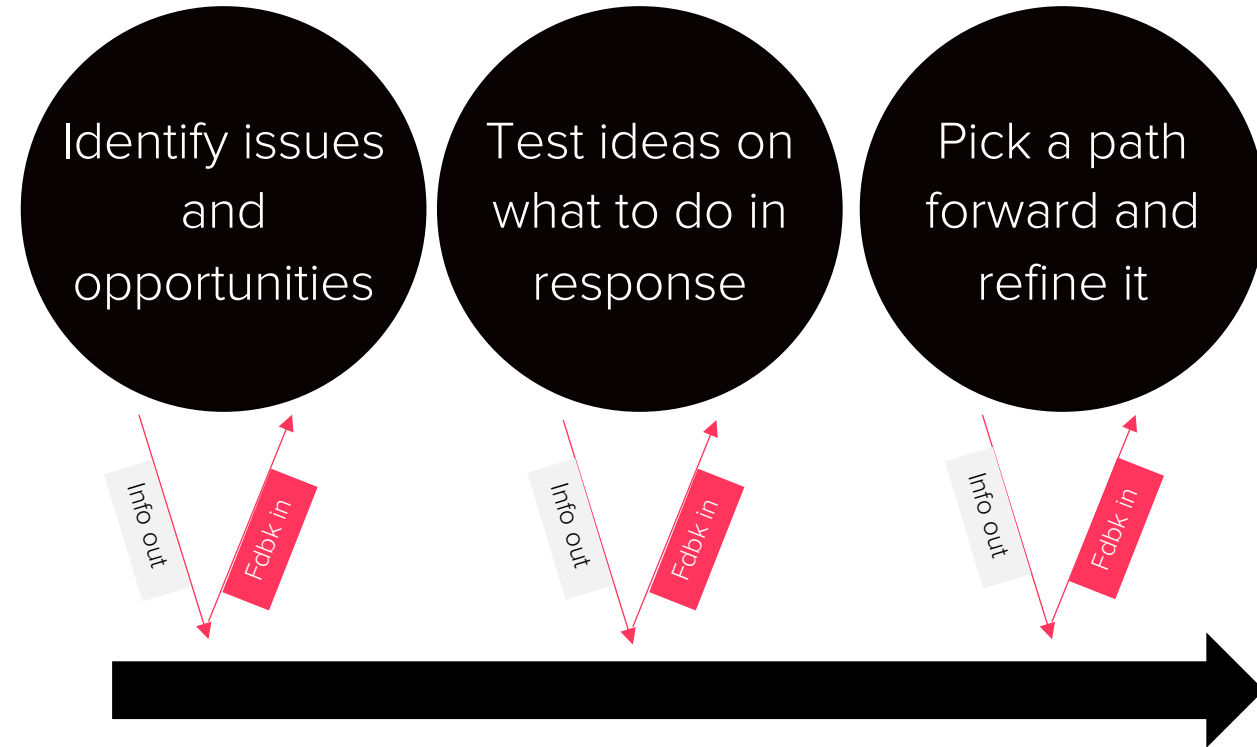 Identify issues
and
opportunities
Test ideas on
what to do in
response
Pick a path
forward and
refine it
Info out
Fdbk in
Info out
Fdbk in
Info out
Fdbk in